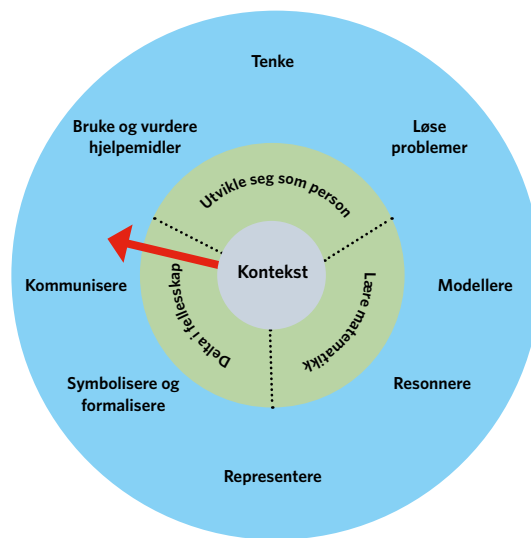 Tenke
Bruke og vurdere
hjelpemidler
Løse
problemer
Utvikle seg som person
Kontekst
Kommunisere
Modellere
Delta i fellesskap
Lære matematikk
Symbolisere og
formalisere
Resonnere
Representere